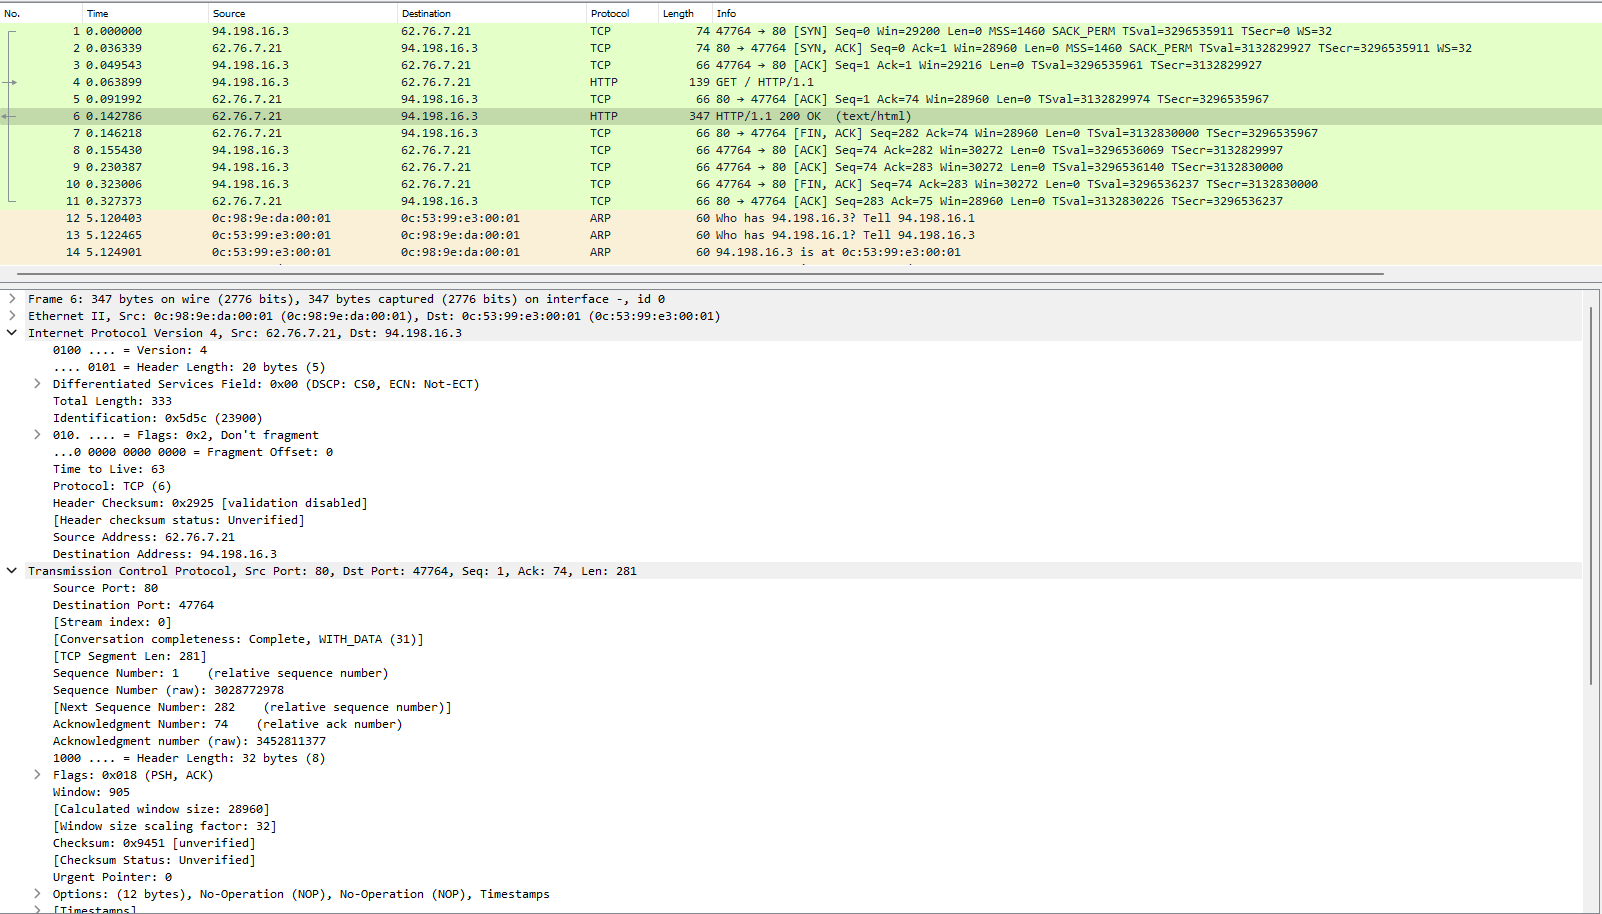 No. Time Source Destination Protocol Length Info
1 0.000000 94.198.16.3 62.76.7.21 TCP 74 47764 → 80 [SYN] Seq=0 Win=29200 Len=0 MSS=1460 SACK_PERM TSval=3296535911 TSecr=0 WS=32
2 0.036339 62.76.7.21 94.198.16.3 TCP 74 80 → 47764 [SYN, ACK] Seq=0 Ack=1 Win=28960 Len=0 MSS=1460 SACK_PERM TSval=3132829927 TSecr=3296535911 WS=32
3 0.049543 94.198.16.3 62.76.7.21 TCP 66 47764 → 80 [ACK] Seq=1 Ack=1 Win=29216 Len=0 TSval=3296535961 TSecr=3132829927
4 0.063899 94.198.16.3 62.76.7.21 HTTP 139 GET / HTTP/1.1
5 0.091992 62.76.7.21 94.198.16.3 TCP 66 80 → 47764 [ACK] Seq=1 Ack=74 Win=28960 Len=0 TSval=3132829974 TSecr=3296535967
6 0.142786 62.76.7.21 94.198.16.3 HTTP 347 HTTP/1.1 200 OK (text/html)
7 0.146218 62.76.7.21 94.198.16.3 TCP 66 80 → 47764 [FIN, ACK] Seq=282 Ack=74 Win=28960 Len=0 TSval=3132830000 TSecr=3296535967
8 0.155430 94.198.16.3 62.76.7.21 TCP 66 47764 → 80 [ACK] Seq=74 Ack=282 Win=30272 Len=0 TSval=3296536069 TSecr=3132829997
9 0.230387 94.198.16.3 62.76.7.21 TCP 66 47764 → 80 [ACK] Seq=74 Ack=283 Win=30272 Len=0 TSval=3296536140 TSecr=3132830000
10 0.323006 94.198.16.3 62.76.7.21 TCP 66 47764 → 80 [FIN, ACK] Seq=74 Ack=283 Win=30272 Len=0 TSval=3296536237 TSecr=3132830000
11 0.327373 62.76.7.21 94.198.16.3 TCP 66 80 → 47764 [ACK] Seq=283 Ack=75 Win=28960 Len=0 TSval=3132830226 TSecr=3296536237
12 5.120403 0c:98:9e:da:00:01 0c:53:99:e3:00:01 ARP 60 Who has 94.198.16.3? Tell 94.198.16.1
13 5.122465 0c:53:99:e3:00:01 0c:98:9e:da:00:01 ARP 60 Who has 94.198.16.1? Tell 94.198.16.3
14 5.124901 0c:53:99:e3:00:01 0c:98:9e:da:00:01 ARP 60 94.198.16.3 is at 0c:53:99:e3:00:01
Frame 6: 347 bytes on wire (2776 bits), 347 bytes captured (2776 bits) on interface -, id 0
Ethernet II, Src: 0c:98:9e:da:00:01 (0c:98:9e:da:00:01), Dst: 0c:53:99:e3:00:01 (0c:53:99:e3:00:01)
Internet Protocol Version 4, Src: 62.76.7.21, Dst: 94.198.16.3
0100 .... = Version: 4
.... 0101 = Header Length: 20 bytes (5)
Differentiated Services Field: 0x00 (DSCP: CS0, ECN: Not-ECT)
Total Length: 333
Identification: 0x5d5c (23900)
010. .... = Flags: 0x2, Don't fragment
...0 0000 0000 0000 = Fragment Offset: 0
Time to Live: 63
Protocol: TCP (6)
Header Checksum: 0x2925 [validation disabled]
[Header checksum status: Unverified]
Source Address: 62.76.7.21
Destination Address: 94.198.16.3
Transmission Control Protocol, Src Port: 80, Dst Port: 47764, Seq: 1, Ack: 74, Len: 281
Source Port: 80
Destination Port: 47764
[Stream index: 0]
[Conversation completeness: Complete, WITH_DATA (31)]
[TCP Segment Len: 281]
Sequence Number: 1 (relative sequence number)
Sequence Number (raw): 3028772978
[Next Sequence Number: 282 (relative sequence number)]
Acknowledgment Number: 74 (relative ack number)
Acknowledgment number (raw): 3452811377
1000 .... = Header Length: 32 bytes (8)
Flags: 0x018 (PSH, ACK)
Window: 905
[Calculated window size: 28960]
[Window size scaling factor: 32]
Checksum: 0x9451 [unverified]
[Checksum Status: Unverified]
Urgent Pointer: 0
Options: (12 bytes), No-Operation (NOP), No-Operation (NOP), Timestamps
[Timestamps]